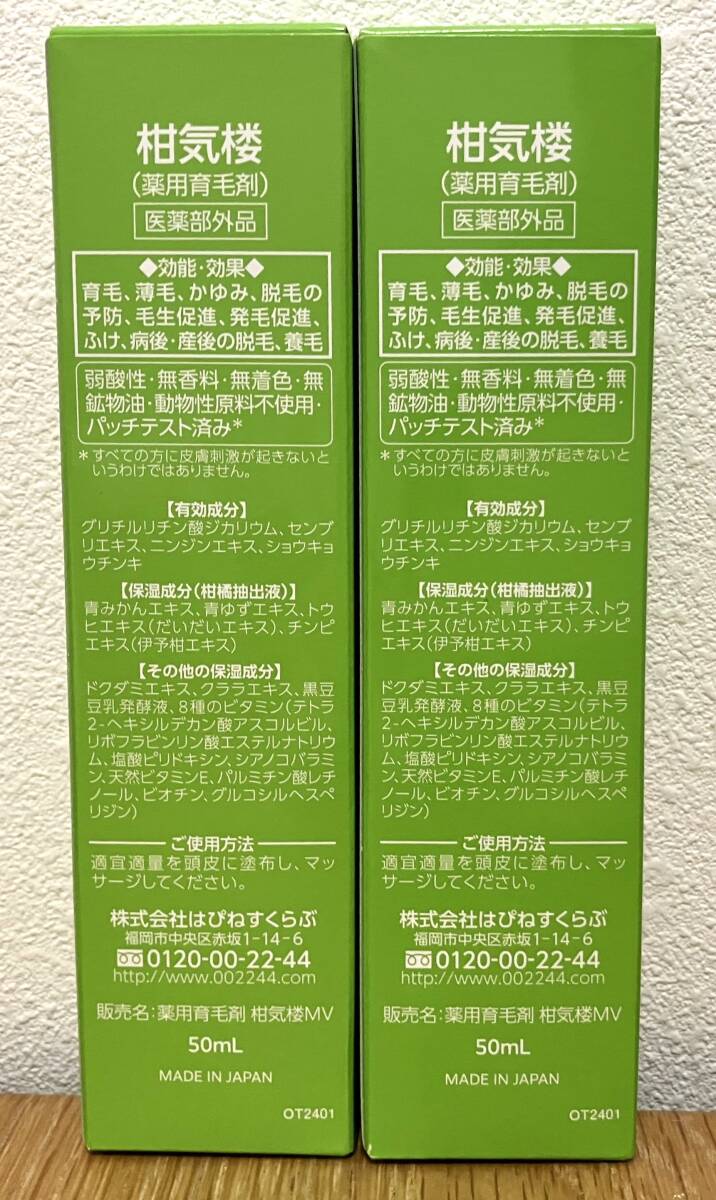 柑気楼
(薬用育毛剤)
医薬部外品
◆効能・効果◆
育毛、薄毛、かゆみ、脱毛の
予防、毛生促進、発毛促進、
ふけ、病後・産後の脱毛、養毛
弱酸性・無香料・無着色・無
鉱物油・動物性原料不使用・
パッチテスト済み*
*すべての方に皮膚刺激が起きないと
いうわけではありません。
【有効成分】
グリチルリチン酸ジカリウム、センブ
リエキス、ニンジンエキス、ショウキョ
ウチンキ
【保湿成分(柑橘抽出液)】
青みかんエキス、青ゆずエキス、トウ
ヒエキス(だいだいエキス)、チンピ
エキス(伊予柑エキス)
【その他の保湿成分】
ドクダミエキス、クララエキス、黒豆
豆乳発酵液、8種のビタミン(テトラ
2-ヘキシルデカン酸アスコルビル、
リボフラビンリン酸エステルナトリウ
ム、塩酸ピリドキシン、シアノコバラミ
ン、天然ビタミンE、パルミチン酸レチ
ノール、ビオチン、グルコシルヘスペ
リジン)
ご使用方法
適宜適量を頭皮に塗布し、マッ
サージしてください。
株式会社はぴねすくらぶ
福岡市中央区赤坂1-14-6
0120-00-22-44
http://www.002244.com
販売名:薬用育毛剤 柑気楼MV
50mL
MADE IN JAPAN
OT2401
柑気楼
(薬用育毛剤)
医薬部外品
◆効能・効果◆
育毛、薄毛、かゆみ、脱毛の
予防、毛生促進、発毛促進、
ふけ、病後・産後の脱毛、養毛
弱酸性・無香料・無着色・無
鉱物油・動物性原料不使用・
パッチテスト済み*
*すべての方に皮膚刺激が起きないと
いうわけではありません。
【有効成分】
グリチルリチン酸ジカリウム、センブ
リエキス、ニンジンエキス、ショウキョ
ウチンキ
【保湿成分(柑橘抽出液)】
青みかんエキス、青ゆずエキス、トウ
ヒエキス(だいだいエキス)、チンピ
エキス(伊予柑エキス)
【その他の保湿成分】
ドクダミエキス、クララエキス、黒豆
豆乳発酵液、8種のビタミン(テトラ
2-ヘキシルデカン酸アスコルビル、
リボフラビンリン酸エステルナトリウ
ム、塩酸ピリドキシン、シアノコバラミ
ン、天然ビタミンE、パルミチン酸レチ
ノール、ビオチン、グルコシルヘスペ
リジン)
ご使用方法
適宜適量を頭皮に塗布し、マッ
サージしてください。
株式会社はぴねすくらぶ
福岡市中央区赤坂1-14-6
0120-00-22-44
http://www.002244.com
販売名:薬用育毛剤 柑気楼MV
50mL
MADE IN JAPAN
OT2401